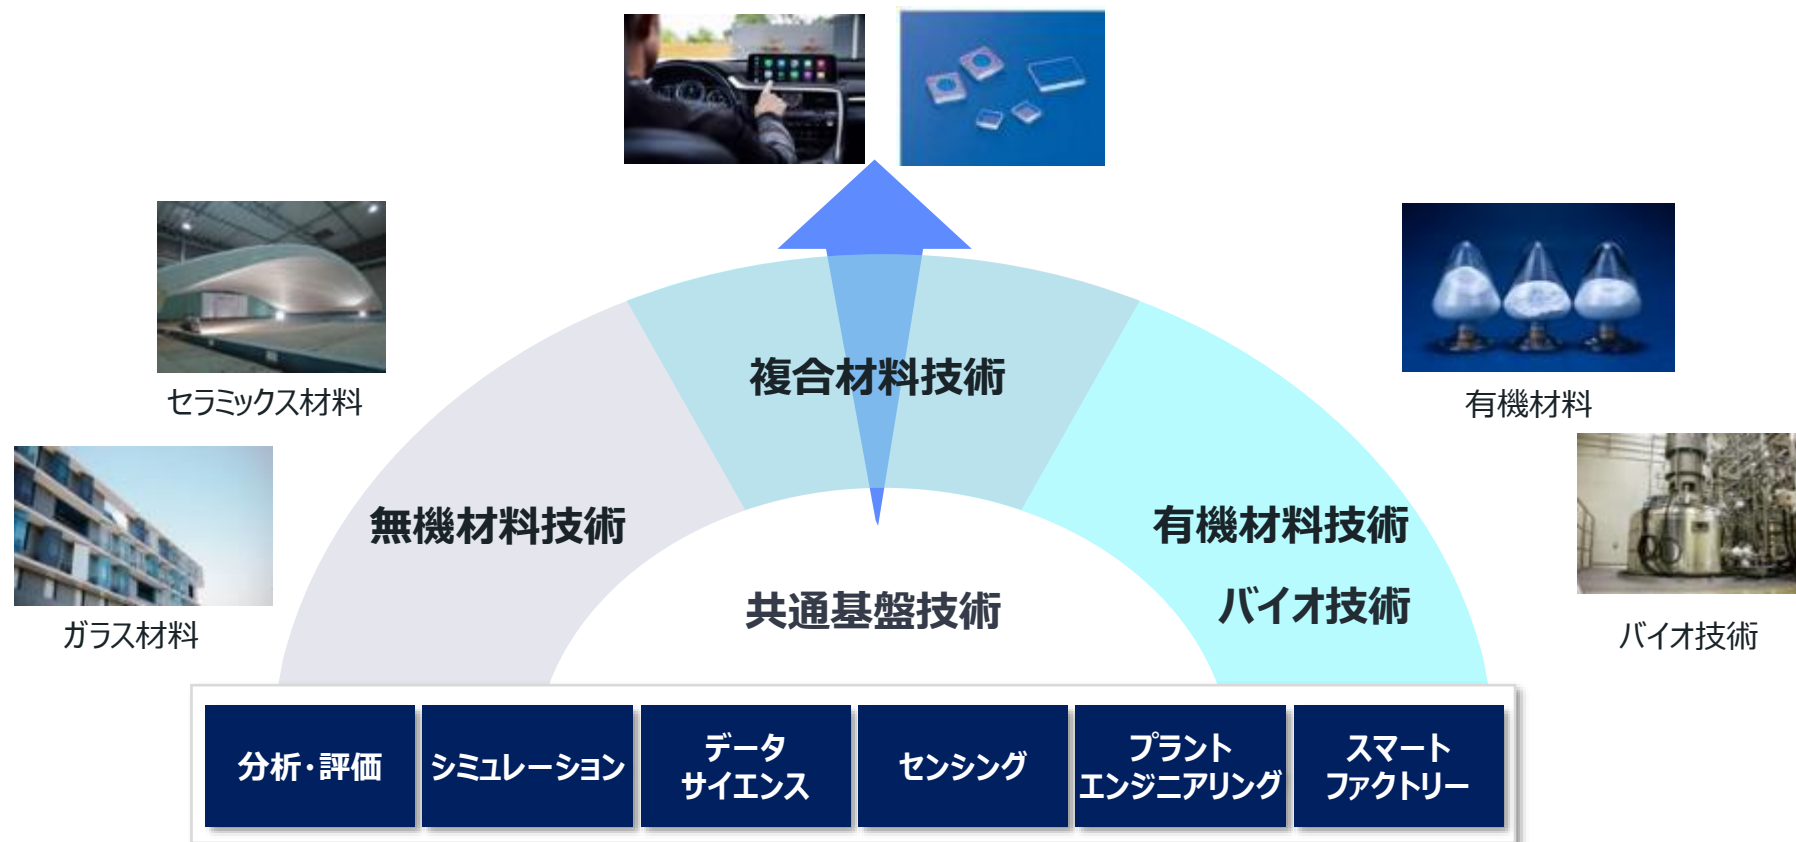 セラミックス材料
有機材料
複合材料技術
無機材料技術
有機材料技術
バイオ技術
共通基盤技術
ガラス材料
バイオ技術
分析・評価
シミュレーション
データ
サイエンス
センシング
プラント
エンジニアリング
スマート
ファクトリー